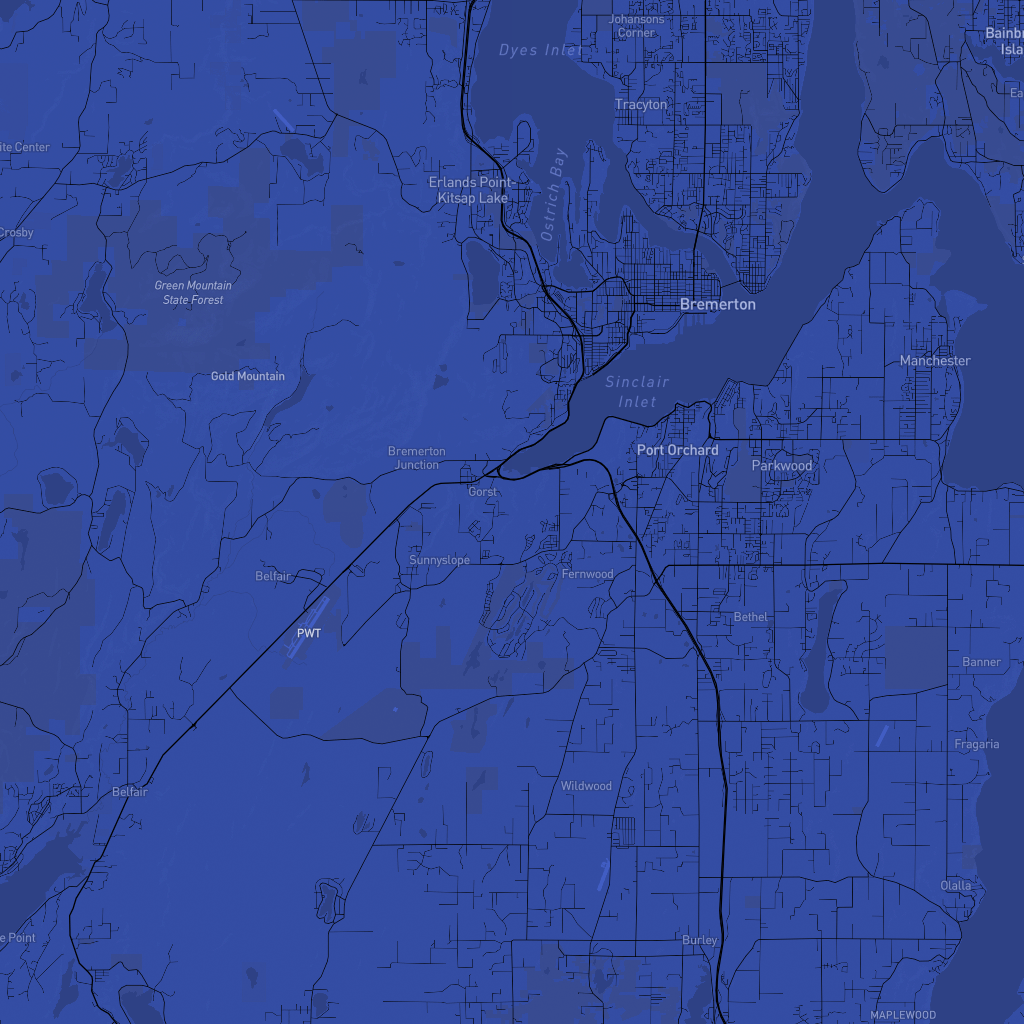 Johansons
Corner
Dyes Inlet
Tracyton
Erlands Point-
Kitsap Lake
Ostrich Bay
Crosby
Green Mountain
State Forest
Bremerton
Manchester
Gold Mountain
Sinclair
Inlet
Bremerton
Junction
Port Orchard
Parkwood
Gorst
Sunnyslope
Belfair
Fernwood
PWT
Bethel
Banner
Fragaria
Wildwood
Belfair
Olalla
e Point
Burley
MAPLEWOOD